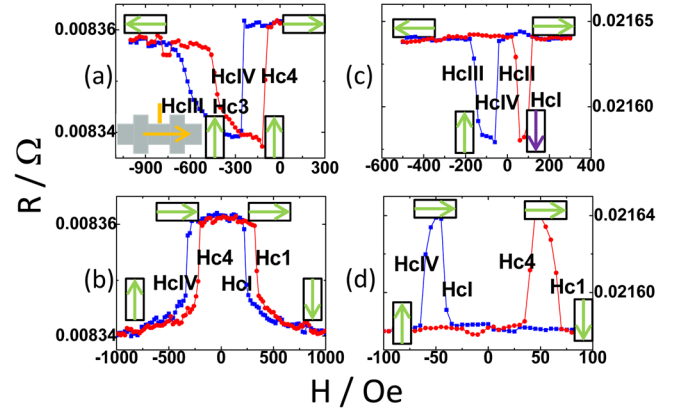 0.00836
0.00834
(a)
HcIV
Hc4
HcIII
Hc3
-900
-600
-300
0
300
0.02165
0.02160
(c)
HcIII
HcII
HcIV
HcI
-600
-400
-200
0
200
400
600
R / Ω
0.00836
0.00834
(b)
HcIV
Hc4
HcI
Hc1
-1000
-500
0
500
1000
0.02164
0.02160
(d)
HcIV
HcI
Hc4
Hc1
-100
-50
0
50
100
H / Oe